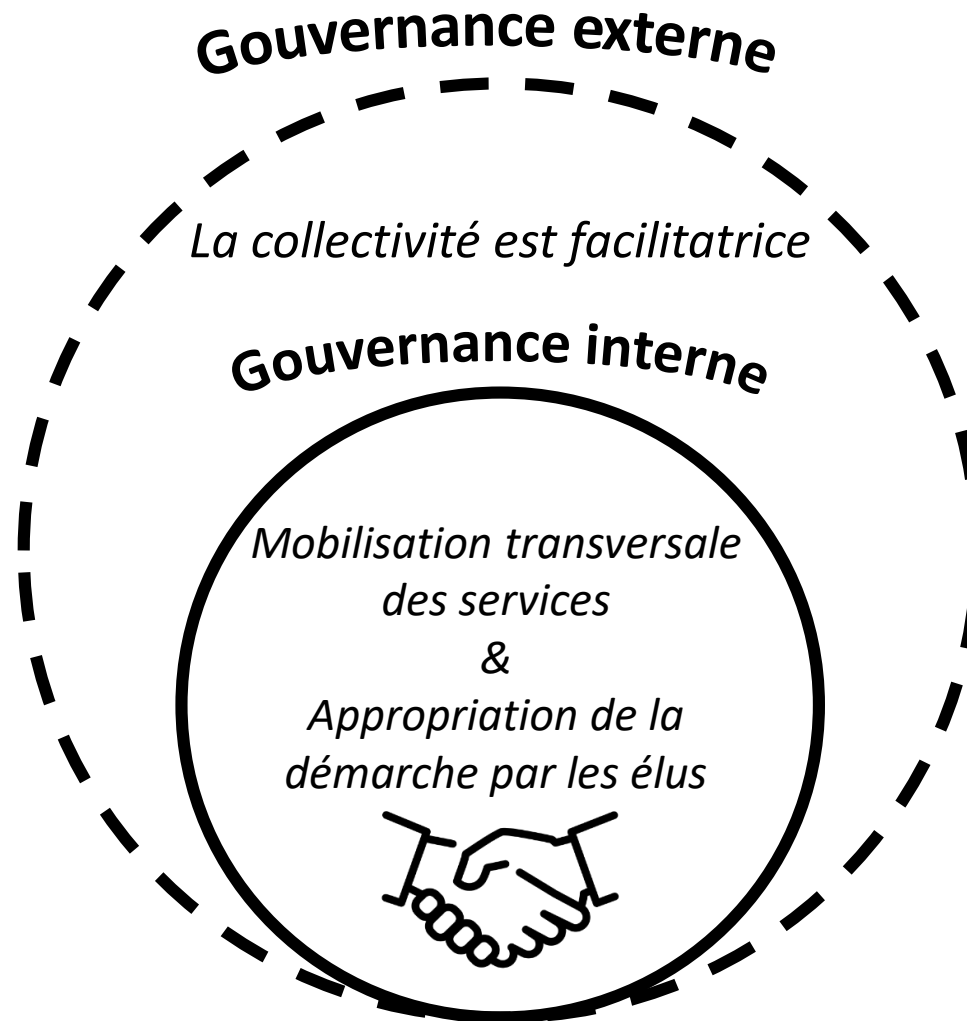 Gouvernance externe
La collectivité est facilitatrice
Gouvernance interne
Mobilisation transversale
des services
&
Appropriation de la
démarche par les élus